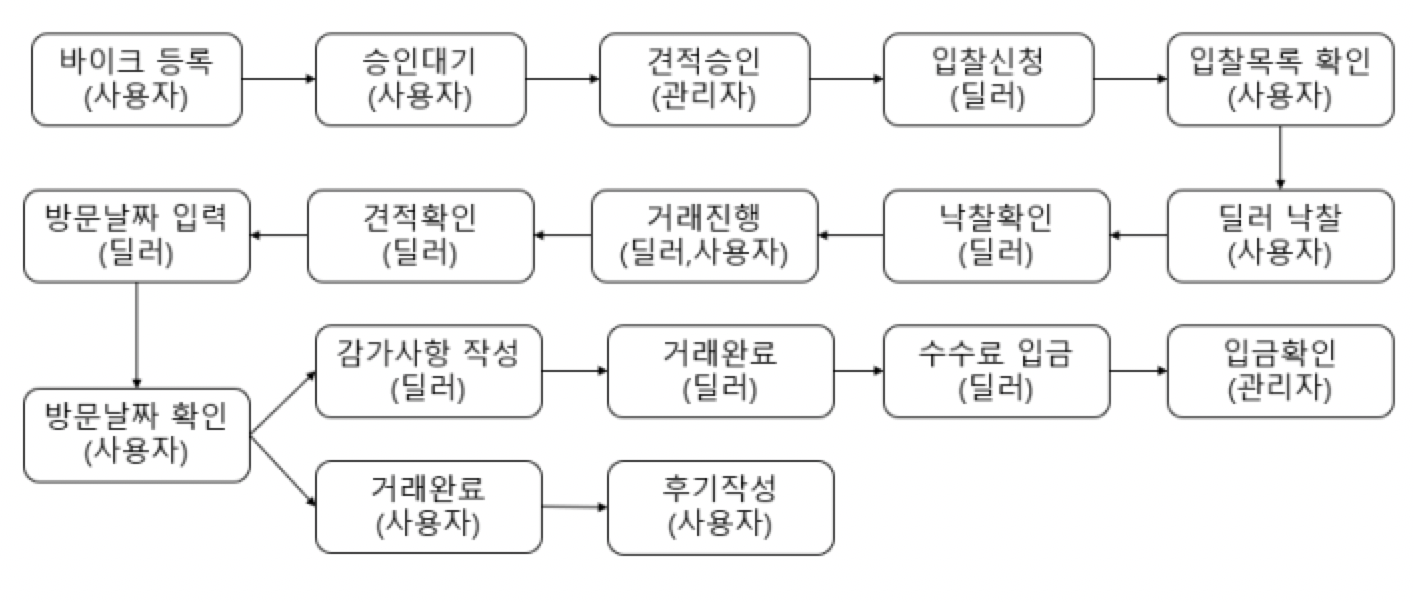 바이크 등록
(사용자)
승인대기
(사용자)
견적승인
(관리자)
입찰신청
(딜러)
입찰목록 확인
(사용자)
딜러 낙찰
(사용자)
낙찰확인
(딜러)
거래진행
(딜러,사용자)
견적확인
(딜러)
방문날짜 입력
(딜러)
방문날짜 확인
(사용자)
감가사항 작성
(딜러)
거래완료
(딜러)
수수료 입금
(딜러)
입금확인
(관리자)
거래완료
(사용자)
후기작성
(사용자)